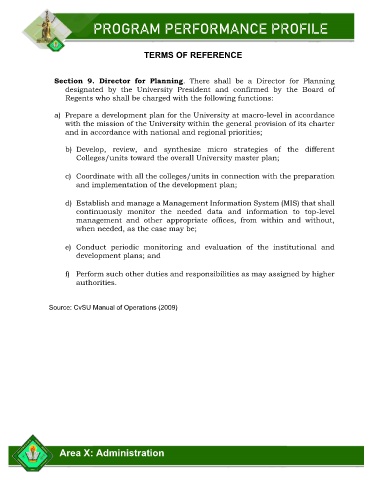 PROGRAM PERFORMANCE PROFILE
TERMS OF REFERENCE
Section 9. Director for Planning. There shall be a Director for Planning
designated by the University President and confirmed by the Board of
Regents who shall be charged with the following functions:
a) Prepare a development plan for the University at macro-level in accordance
with the mission of the University within the general provision of its charter
and in accordance with national and regional priorities;
b) Develop, review, and synthesize micro strategies of the different
Colleges/units toward the overall University master plan;
c) Coordinate with all the colleges/units in connection with the preparation
and implementation of the development plan;
d) Establish and manage a Management Information System (MIS) that shall
continuously monitor the needed data and information to top-level
management and other appropriate offices, from within and without,
when needed, as the case may be;
e) Conduct periodic monitoring and evaluation of the institutional and
development plans; and
f) Perform such other duties and responsibilities as may assigned by higher
authorities.
Source: CvSU Manual of Operations (2009)
Area X: Administration